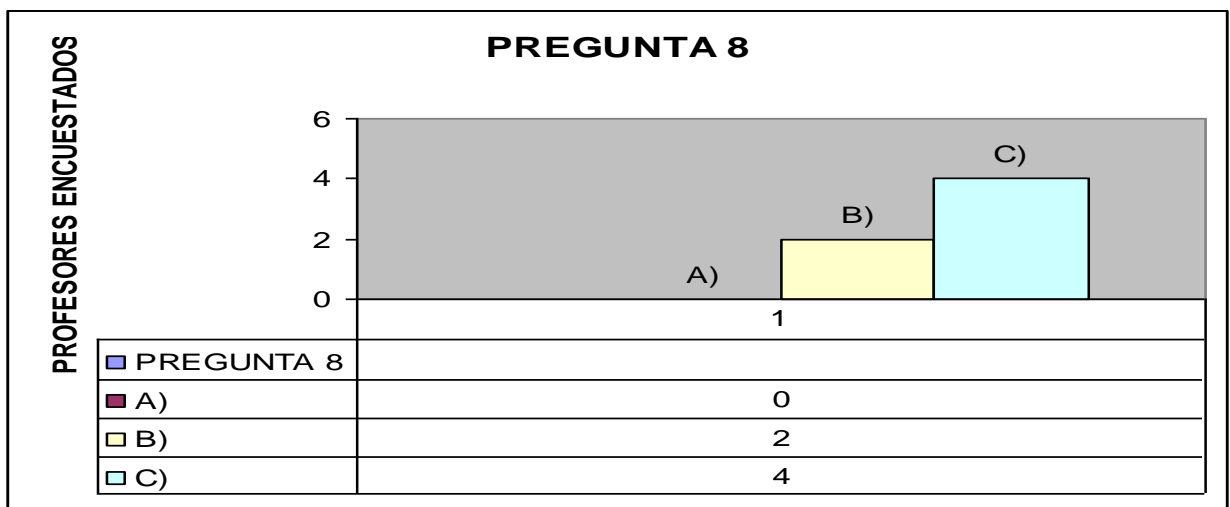 PREGUNTA 8
PROFESORES ENCUESTADOS
6
4
2
0
A)
B)
C)
1
PREGUNTA 8
A) 0
B) 2
C) 4